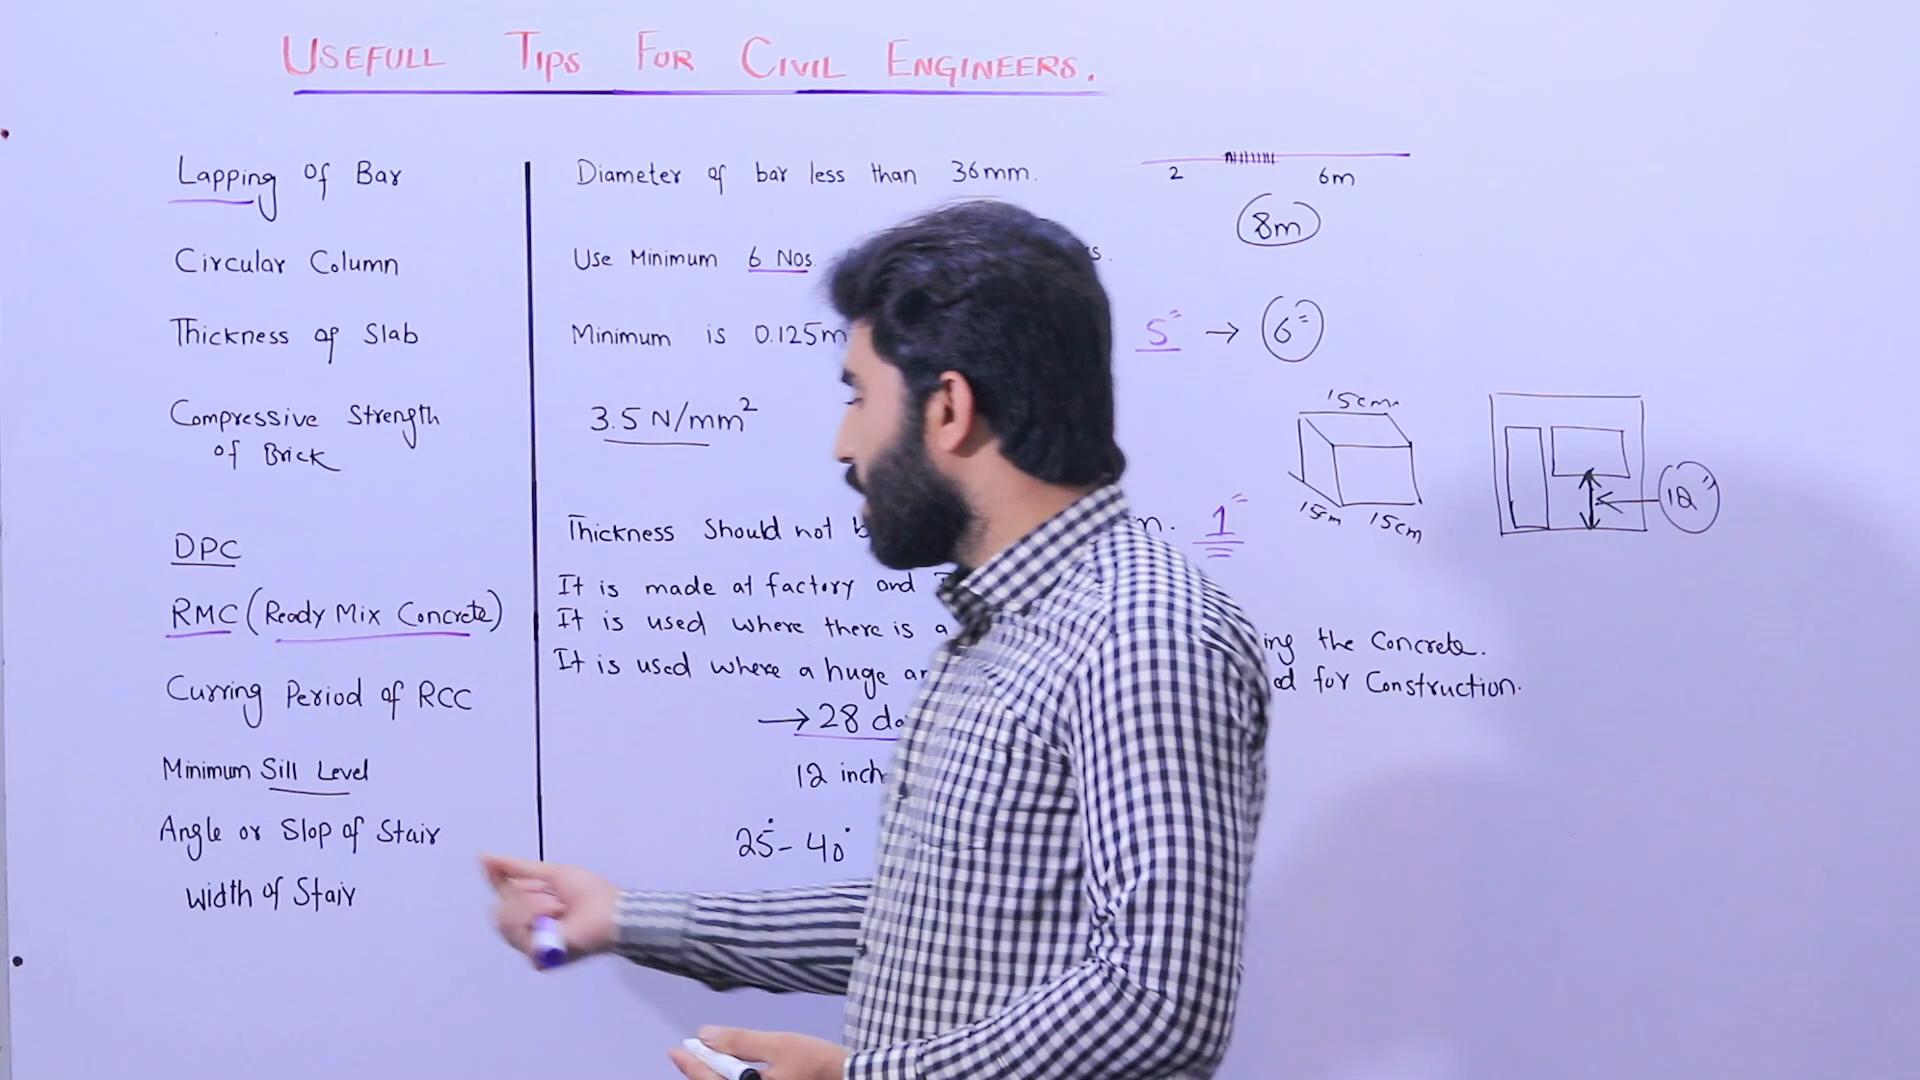 USEFULL TIPS FOR CIVIL ENGINEERS.
Lapping of Bar
Diameter of bar less than 36mm.
2
6m
8m
Circular Column
Use Minimum 6 Nos.
Thickness of Slab
Minimum is 0.125m
5"
→ 6"
Compressive Strength
of Brick
3.5 N/mm²
15cm
15cm
15cm
12"
DPC
Thickness Should not
1"
RMC (Ready Mix Concrete)
It is made at factory and
It is used where there is a
ing the Concrete.
It is used where a huge
ed for Construction.
Curring Period of RCC
→ 28
Minimum Sill Level
12 inch
Angle or Slop of Stair
25°- 40°
Width of Stair